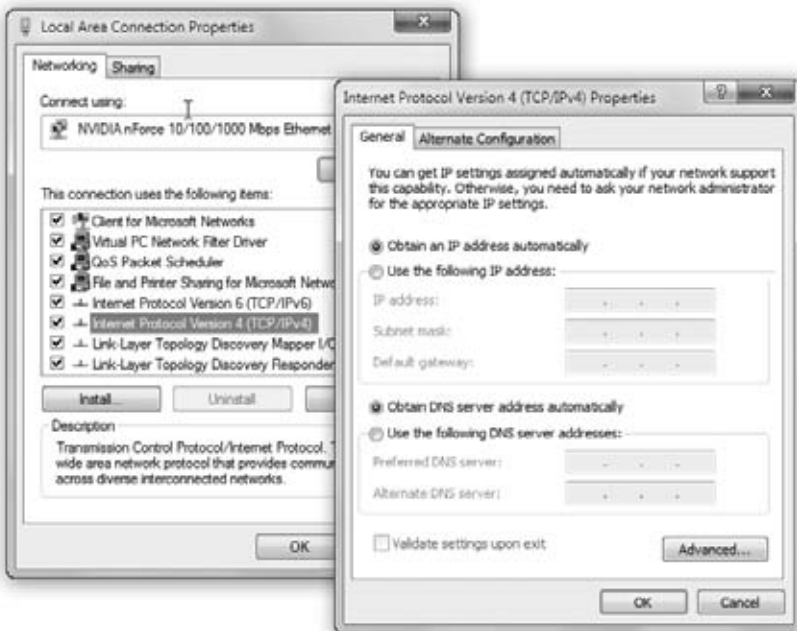 Local Area Connection Properties
Networking
Sharing
Connect using:
NVIDIA nForce 10/100/1000 Mbps Ethernet
This connection uses the following items:
Client for Microsoft Networks
Virtual PC Network Filter Driver
QoS Packet Scheduler
File and Printer Sharing for Microsoft Netwo
Internet Protocol Version 6 (TCP/IPv6)
Internet Protocol Version 4 (TCP/IPv4)
Link-Layer Topology Discovery Mapper I/O
Link-Layer Topology Discovery Responder
Install...
Uninstall
Description
Transmission Control Protocol/Internet Protocol. T
wide area network protocol that provides commun
across diverse interconnected networks.
OK
Internet Protocol Version 4 (TCP/IPv4) Properties
General
Alternate Configuration
You can get IP settings assigned automatically if your network support
this capability. Otherwise, you need to ask your network administrator
for the appropriate IP settings.
Obtain an IP address automatically
Use the following IP address:
IP address:
Subnet mask:
Default gateway:
Obtain DNS server address automatically
Use the following DNS server addresses:
Preferred DNS server:
Alternate DNS server:
Validate settings upon exit
Advanced...
OK
Cancel